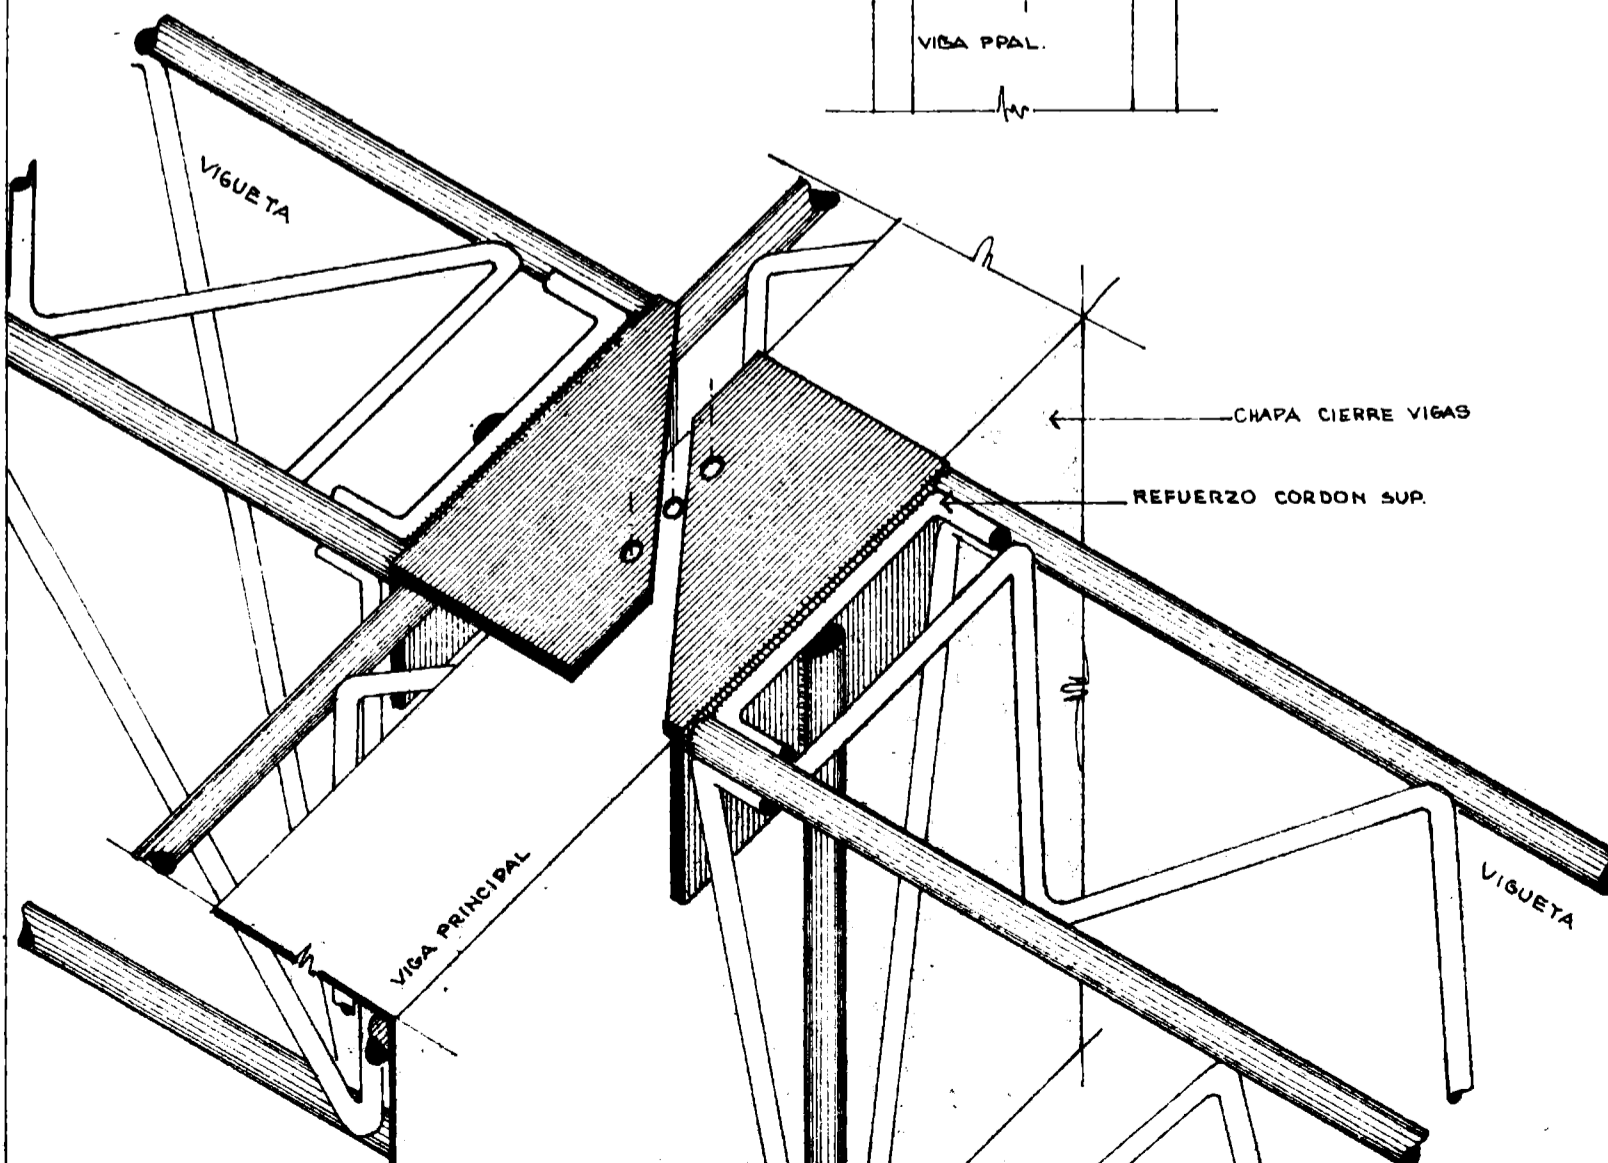 VIGA PPAL.
VIGUETA
CHAPA CIERRE VIGAS
REFUERZO CORDON SUP.
VIGA PRINCIPAL
VIGUETA